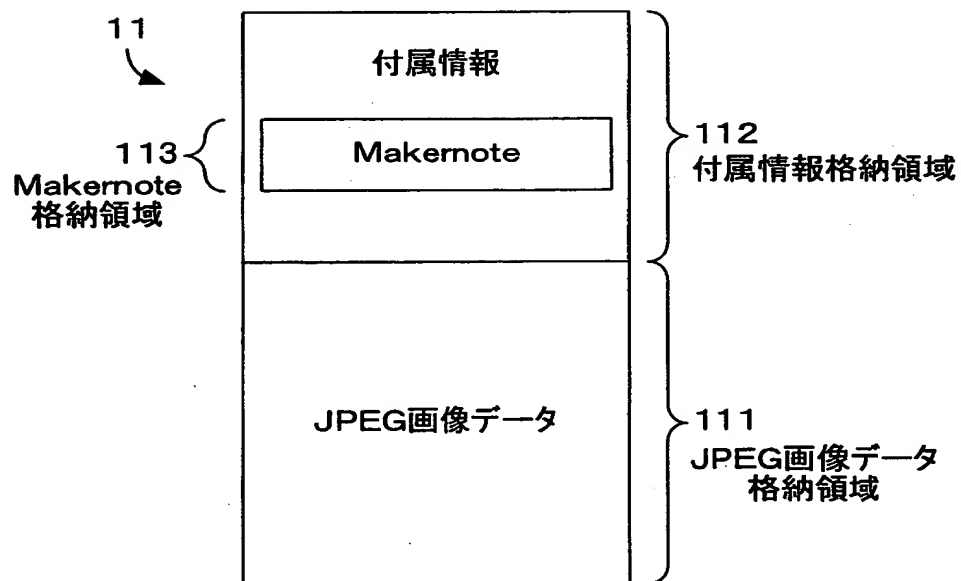 11
付属情報
113
Makernote
格納領域
Makernote
112
付属情報格納領域
JPEG画像データ
111
JPEG画像データ
格納領域